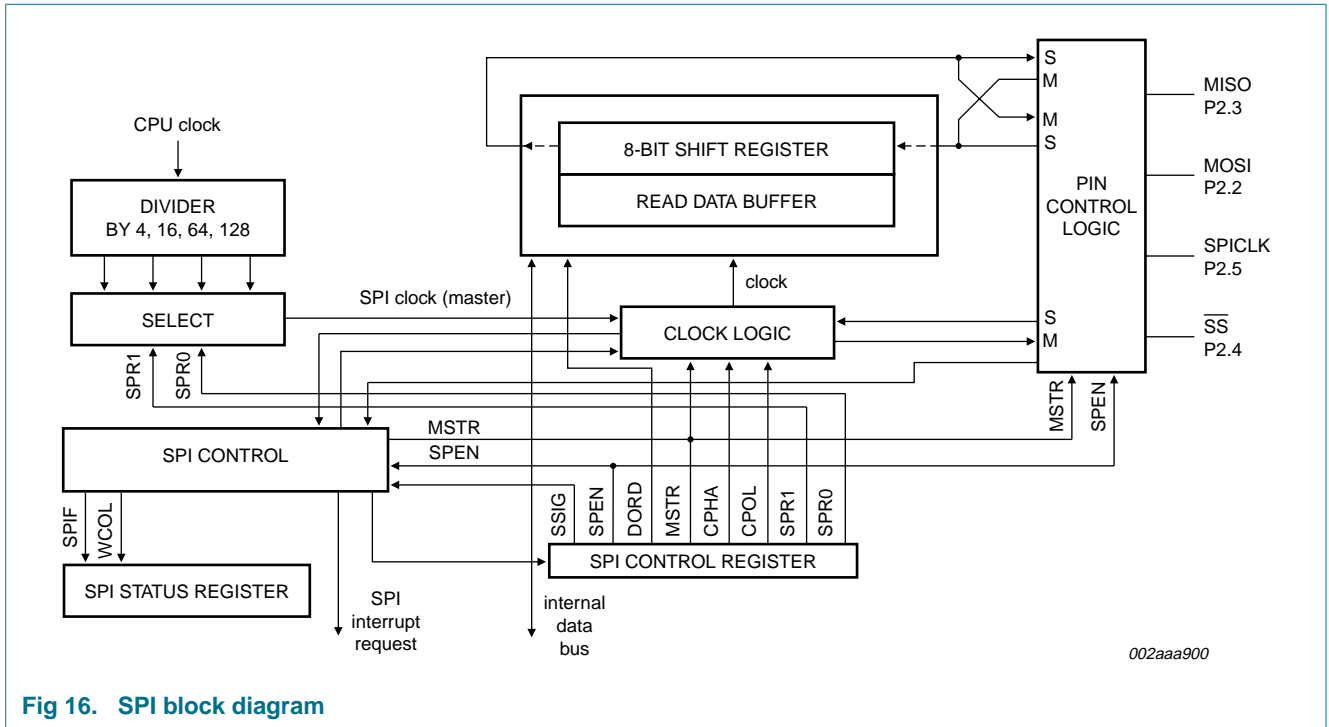 CPU clock
DIVIDER
BY 4, 16, 64, 128
SELECT
SPR1
SPR0
SPI clock (master)
8-BIT SHIFT REGISTER
READ DATA BUFFER
clock
CLOCK LOGIC
S
M
M
S
PIN
CONTROL
LOGIC
S
M
MISO
P2.3
MOSI
P2.2
SPICLK
P2.5
SS
P2.4
MSTR
SPEN
SPI CONTROL
MSTR
SPEN
SPIF
WCOL
SPI STATUS REGISTER
SPI
interrupt
request
internal
data
bus
SSIG
SPEN
DORD
MSTR
CPHA
CPOL
SPR1
SPR0
SPI CONTROL REGISTER
002aaa900
Fig 16. SPI block diagram